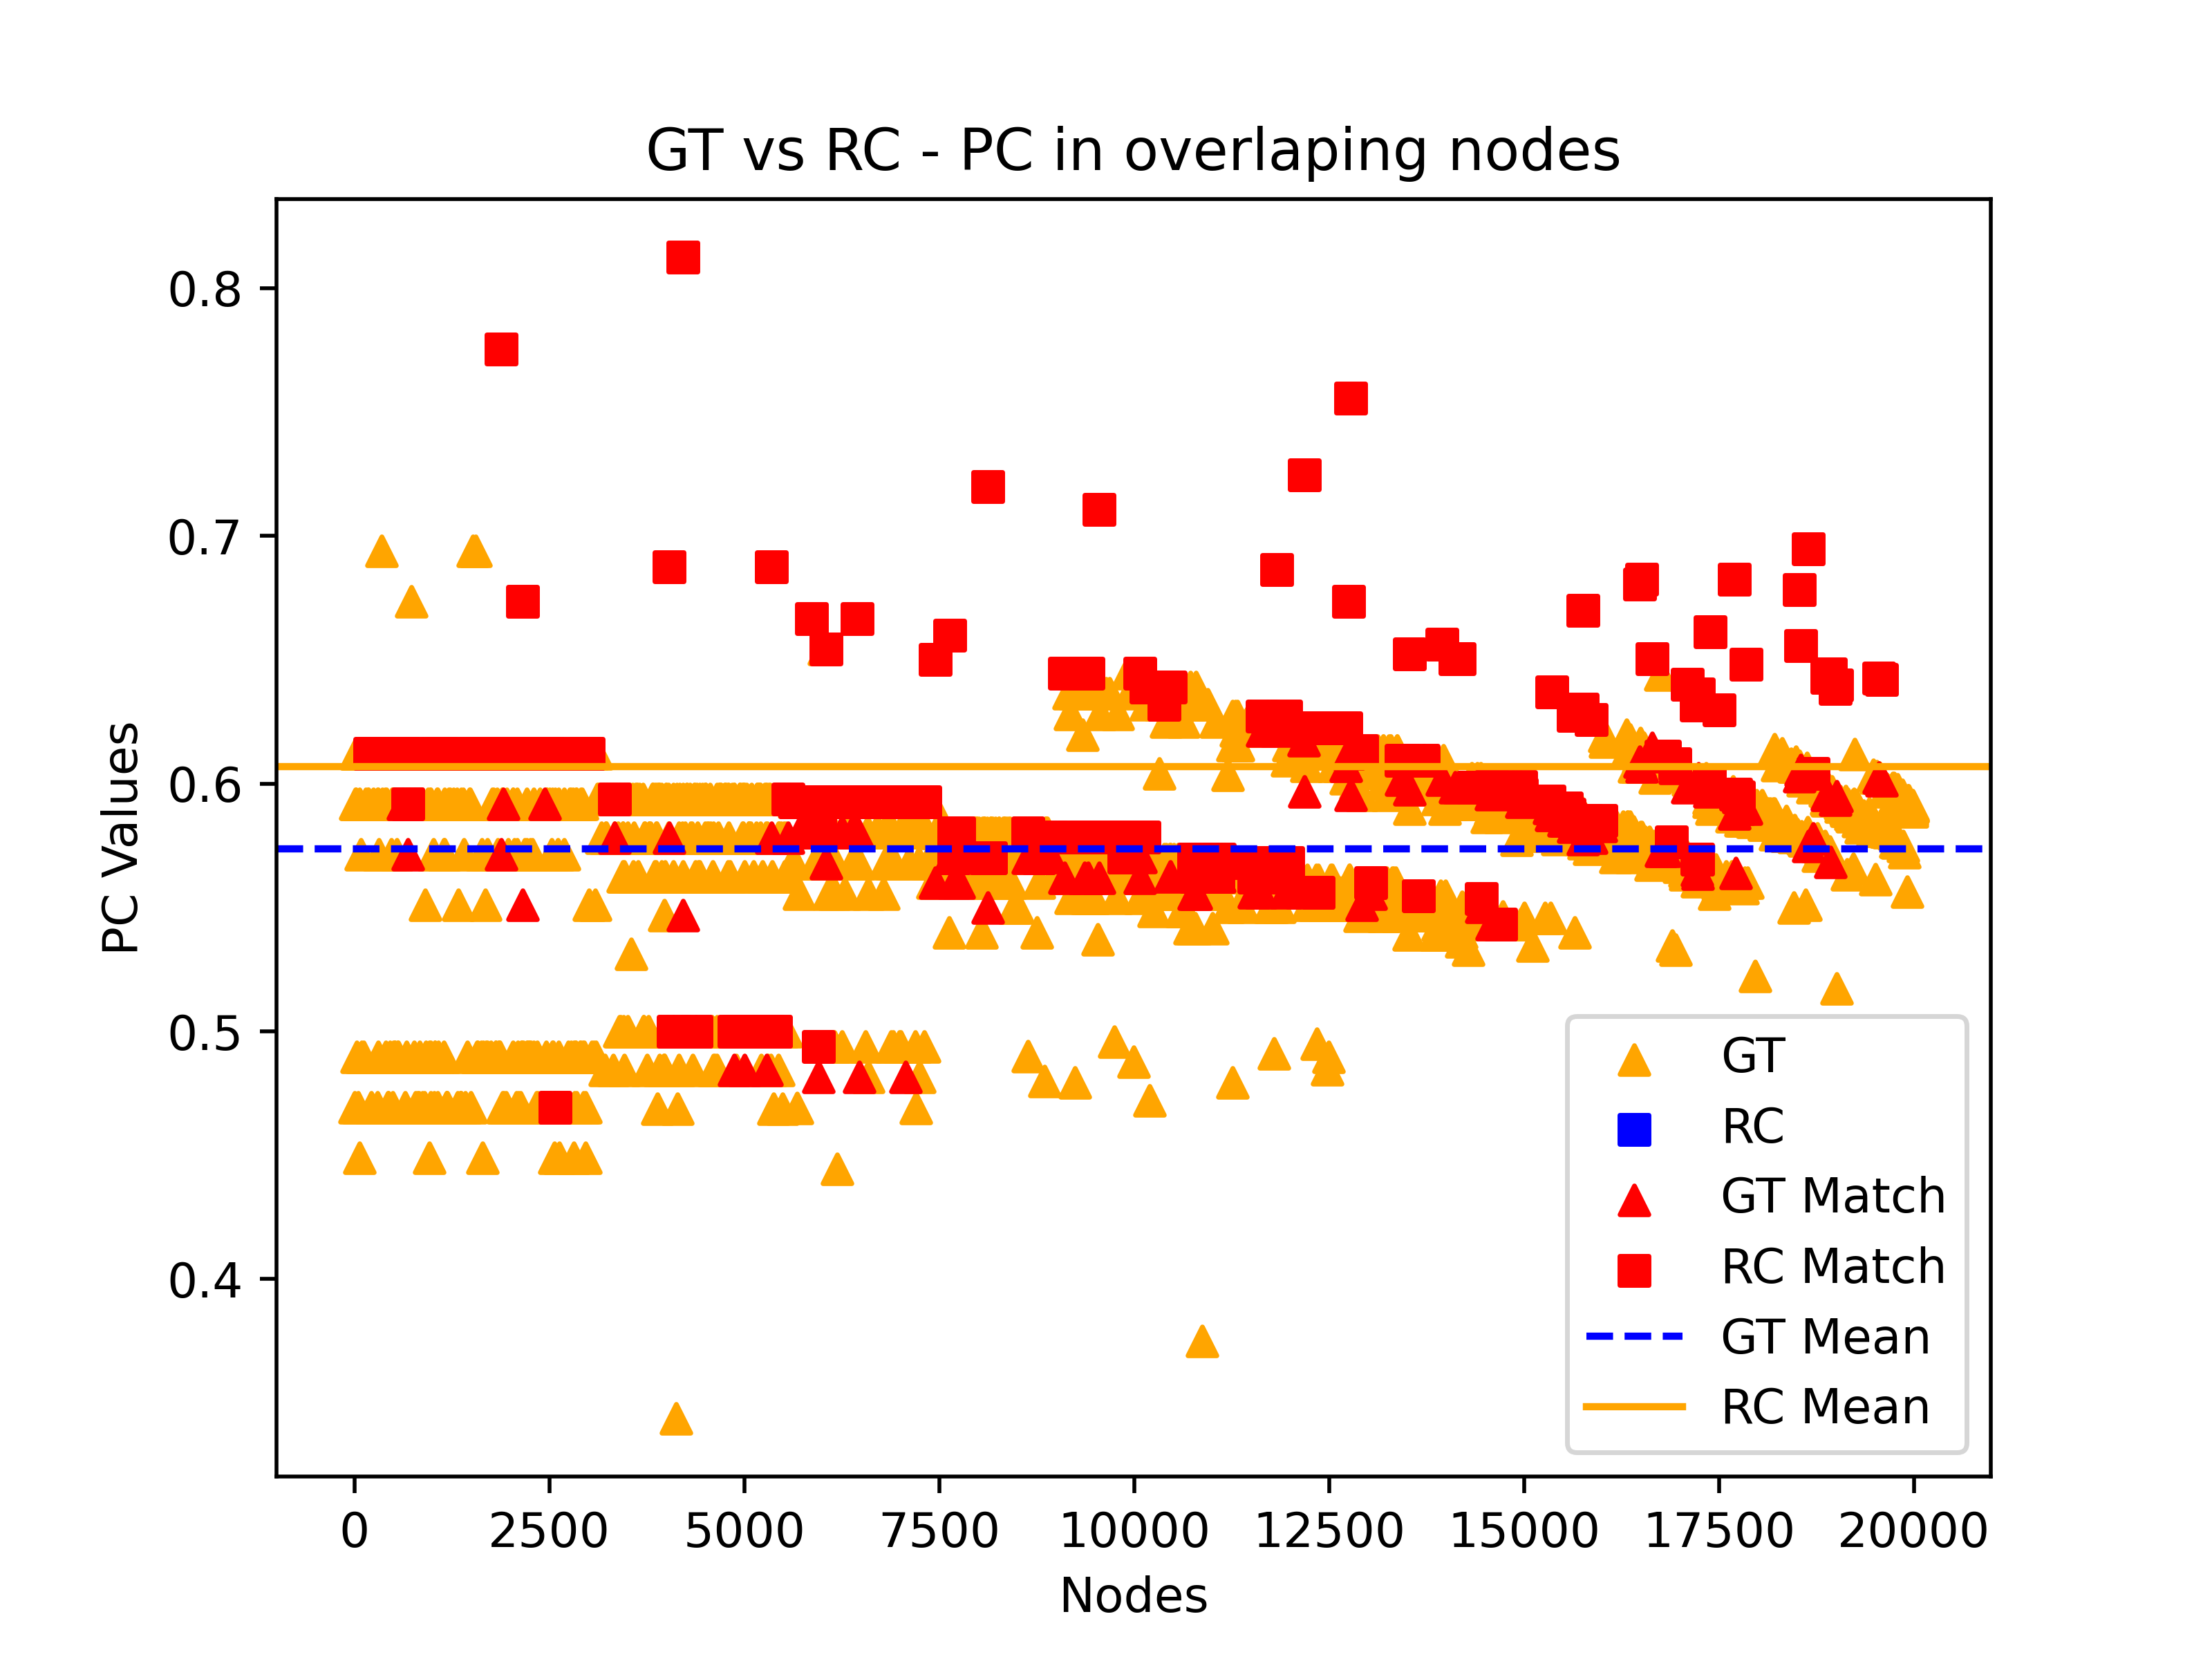 GT vs RC - PC in overlaping nodes
PC Values
0.8
0.7
0.6
0.5
0.4
GT
RC
GT Match
RC Match
GT Mean
RC Mean
0 2500 5000 7500 10000 12500 15000 17500 20000
Nodes